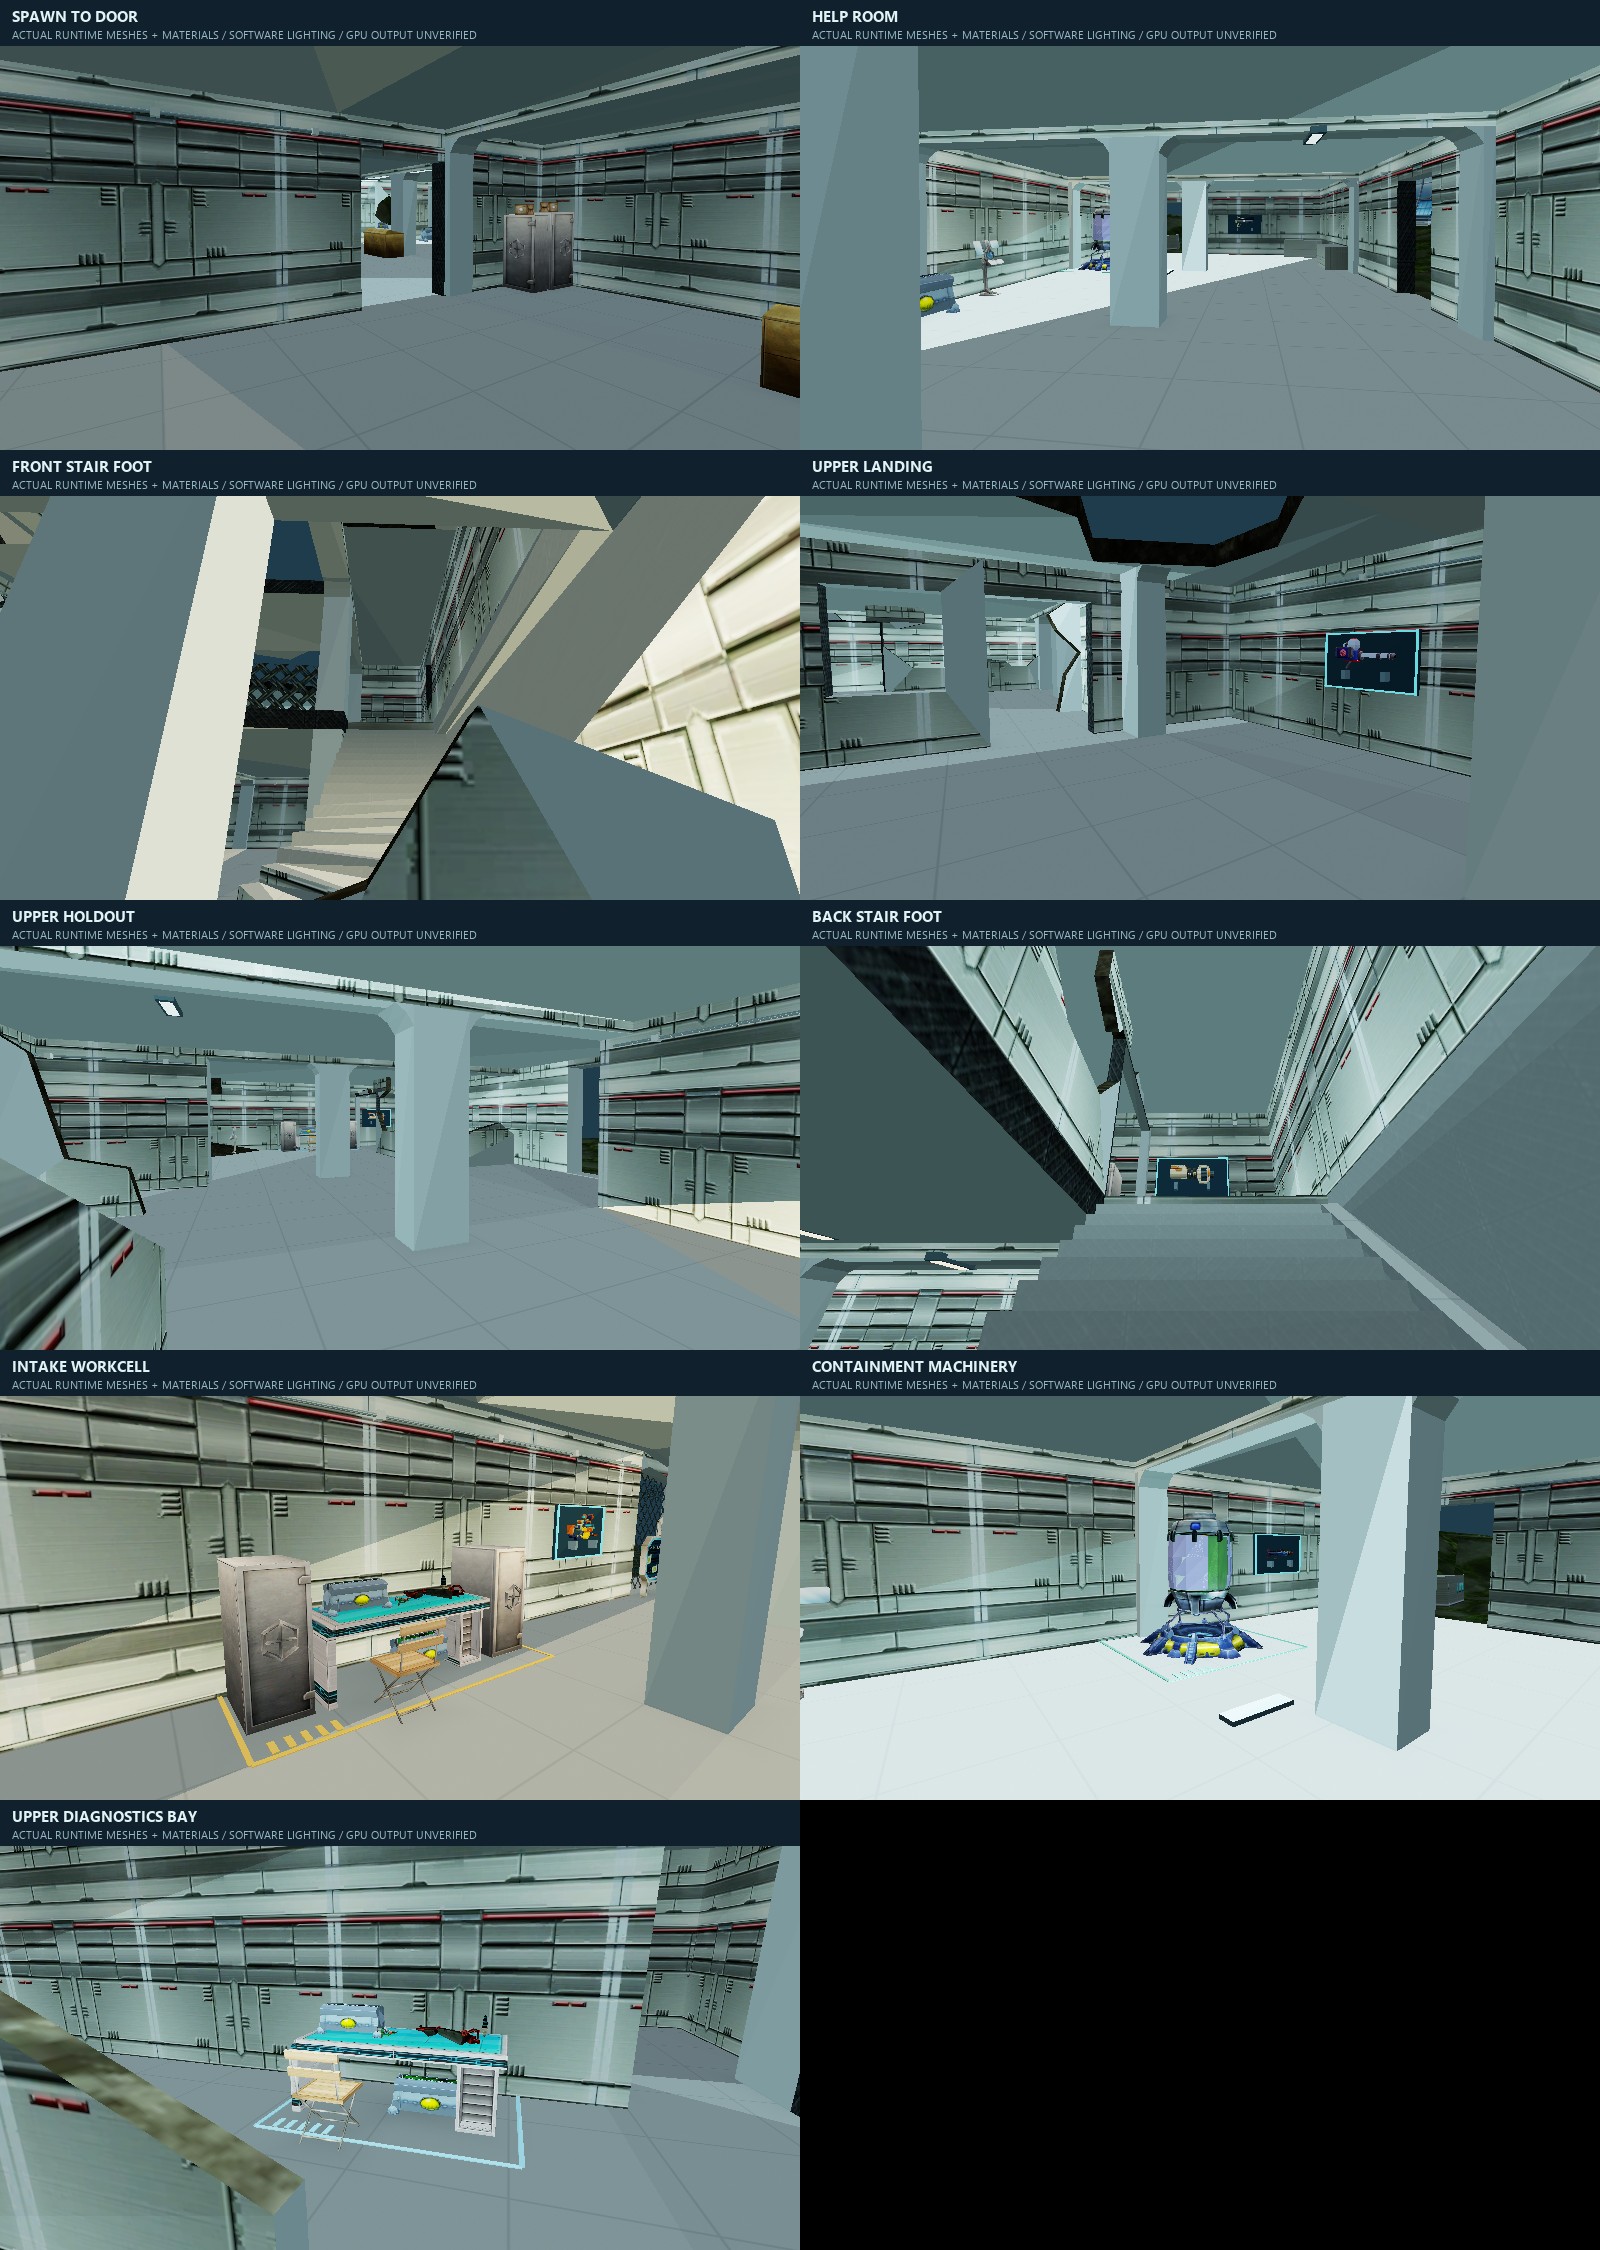 SPAWN TO DOOR
ACTUAL RUNTIME MESHES + MATERIALS / SOFTWARE LIGHTING / GPU OUTPUT UNVERIFIED
HELP ROOM
ACTUAL RUNTIME MESHES + MATERIALS / SOFTWARE LIGHTING / GPU OUTPUT UNVERIFIED
FRONT STAIR FOOT
ACTUAL RUNTIME MESHES + MATERIALS / SOFTWARE LIGHTING / GPU OUTPUT UNVERIFIED
UPPER LANDING
ACTUAL RUNTIME MESHES + MATERIALS / SOFTWARE LIGHTING / GPU OUTPUT UNVERIFIED
UPPER HOLDOUT
ACTUAL RUNTIME MESHES + MATERIALS / SOFTWARE LIGHTING / GPU OUTPUT UNVERIFIED
BACK STAIR FOOT
ACTUAL RUNTIME MESHES + MATERIALS / SOFTWARE LIGHTING / GPU OUTPUT UNVERIFIED
INTAKE WORKCELL
ACTUAL RUNTIME MESHES + MATERIALS / SOFTWARE LIGHTING / GPU OUTPUT UNVERIFIED
CONTAINMENT MACHINERY
ACTUAL RUNTIME MESHES + MATERIALS / SOFTWARE LIGHTING / GPU OUTPUT UNVERIFIED
UPPER DIAGNOSTICS BAY
ACTUAL RUNTIME MESHES + MATERIALS / SOFTWARE LIGHTING / GPU OUTPUT UNVERIFIED